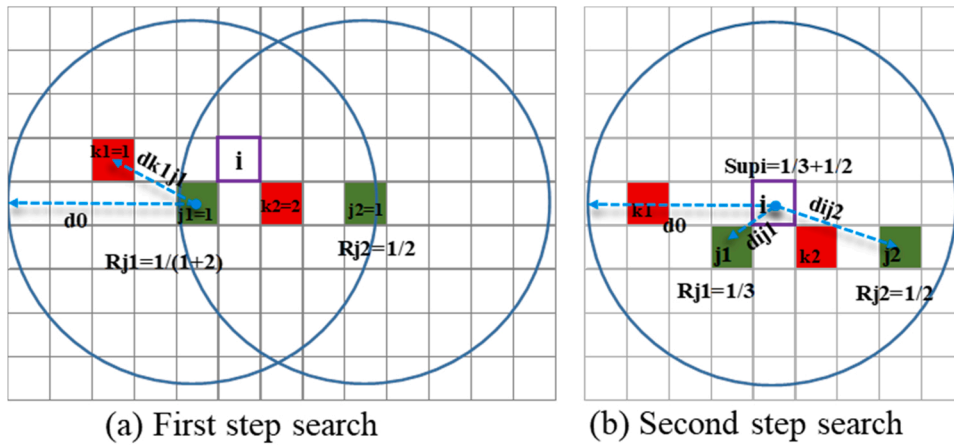 k1=1
dk1j1
i
d0
j1=1
k2=2
j2=1
Rj1=1/(1+2)
Rj2=1/2
(a) First step search
Supi=1/3+1/2
k1
i
d0
dij1
dij2
j1
k2
j2
Rj1=1/3
Rj2=1/2
(b) Second step search